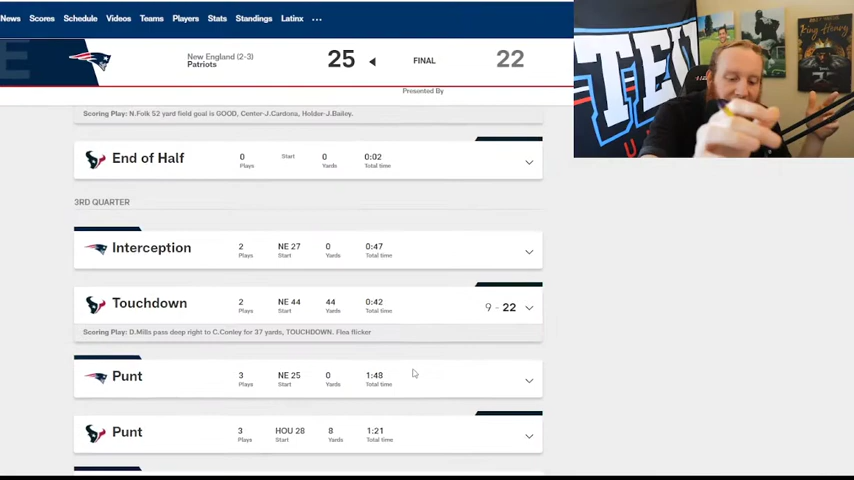 News Scores Schedule Videos Teams Players Stats Standings Latinx ...
New England (2-3)
Patriots
25
FINAL
22
Presented By
Scoring Play: N.Folk 52 yard field goal is GOOD, Center-J.Cardona, Holder-J.Bailey.
End of Half
0 Start 0 0:02
Plays Yards Total time
3RD QUARTER
Interception
2 NE 27 0 0:47
Plays Start Yards Total time
Touchdown
2 NE 44 44 0:42
Plays Start Yards Total time
9 - 22
Scoring Play: D.Mills pass deep right to C.Conley for 37 yards, TOUCHDOWN. Flea flicker
Punt
3 NE 25 0 1:48
Plays Start Yards Total time
Punt
3 HOU 28 8 1:21
Plays Start Yards Total time
King Henry